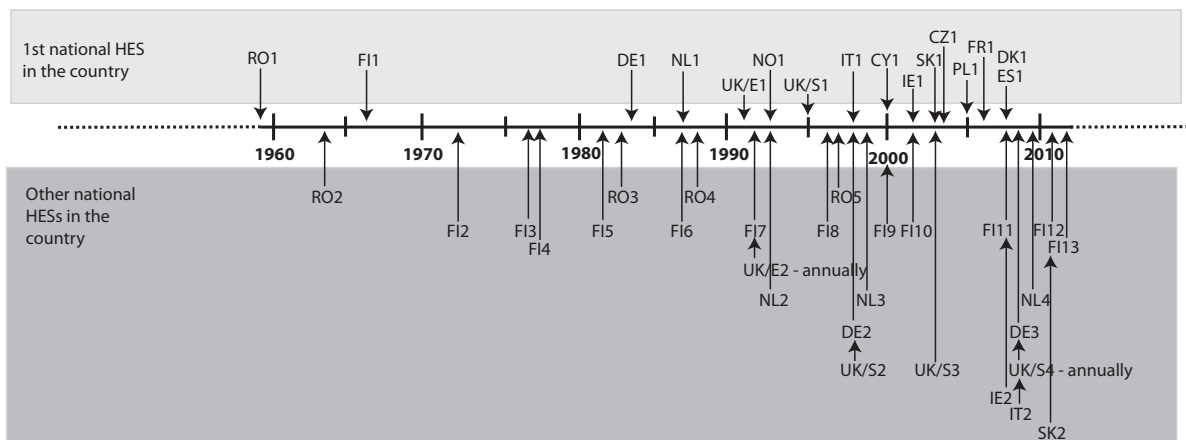 1st national HES
in the country
RO1
FI1
DE1
NL1
UK/E1
NO1
UK/S1
IT1
CY1
IE1
SK1
CZ1
PL1
FR1
DK1
ES1
1960
1970
1980
1990
2000
2010
Other national
HESs in the
country
RO2
FI2
FI3
FI4
FI5
RO3
FI6
RO4
FI7
UK/E2 - annually
NL2
FI8
RO5
DE2
UK/S2
NL3
FI9
FI10
UK/S3
FI11
IE2
DE3
UK/S4 - annually
IT2
NL4
FI12
FI13
SK2